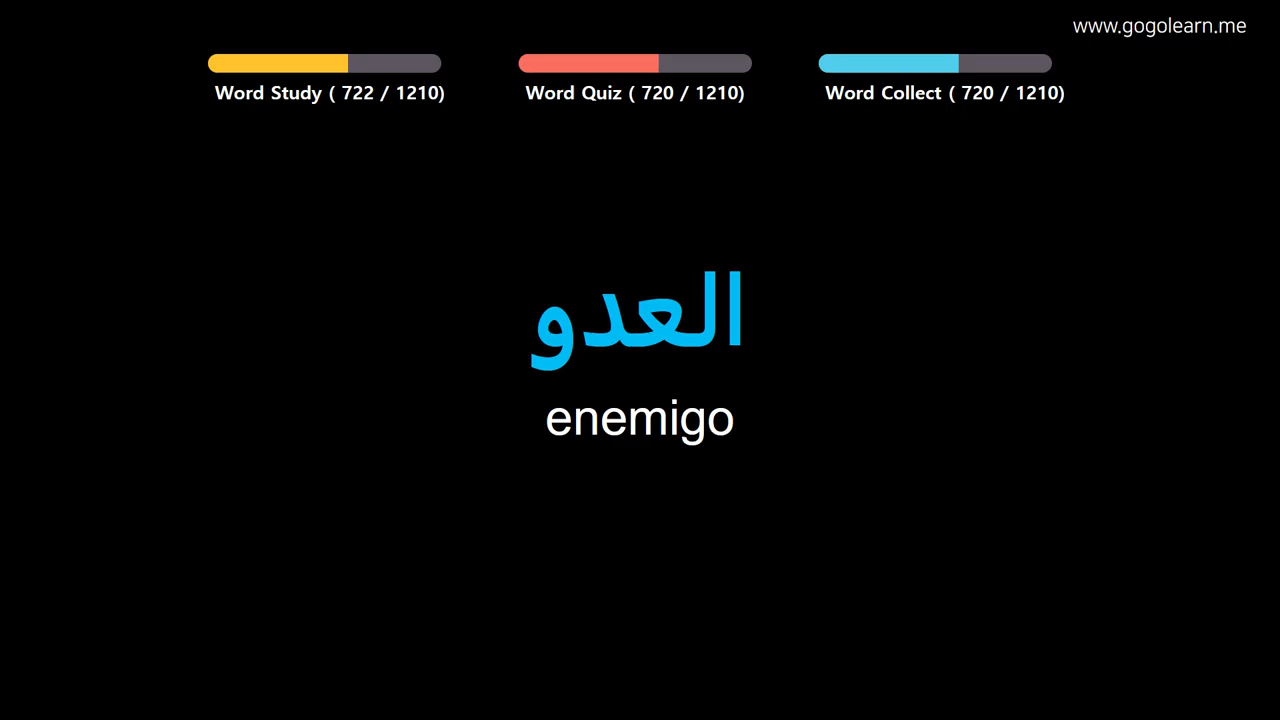 www.gogolearn.me
Word Study ( 722 / 1210)
Word Quiz ( 720 / 1210)
Word Collect ( 720 / 1210)
العدو
enemigo